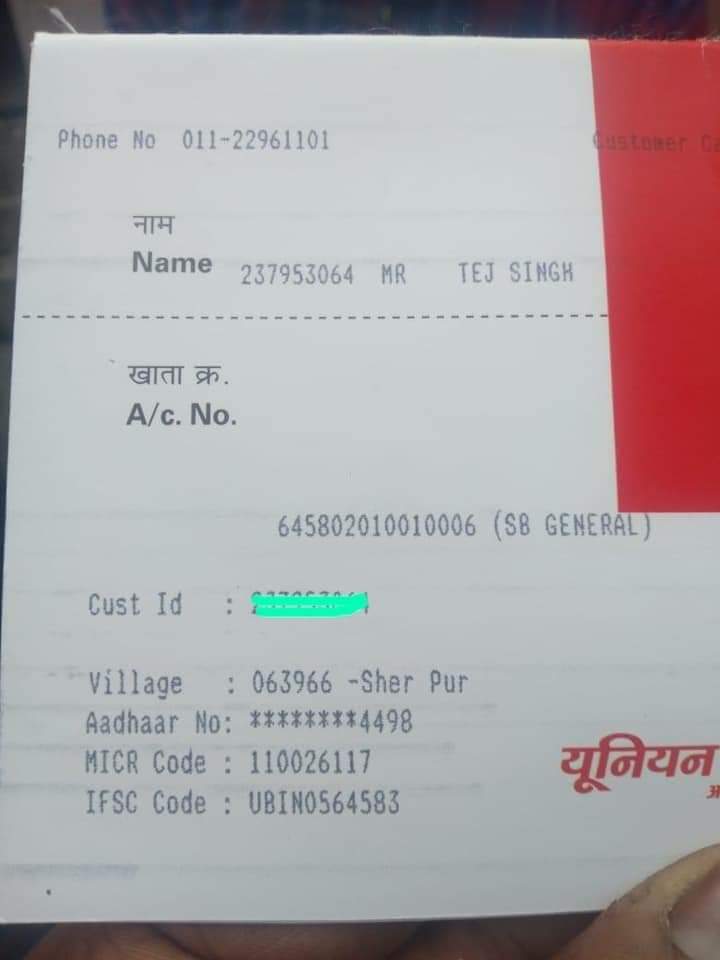 Phone No 011-22961101 Customer
नाम
Name 237953064 MR TEJ SINGH
खाता क्र.
A/c. No.
645802010010006 (SB GENERAL)
Cust Id :
Village : 063966 -Sher Pur
Aadhaar No: ********4498
MICR Code : 110026117
IFSC Code : UBIN0564583
यूनियन